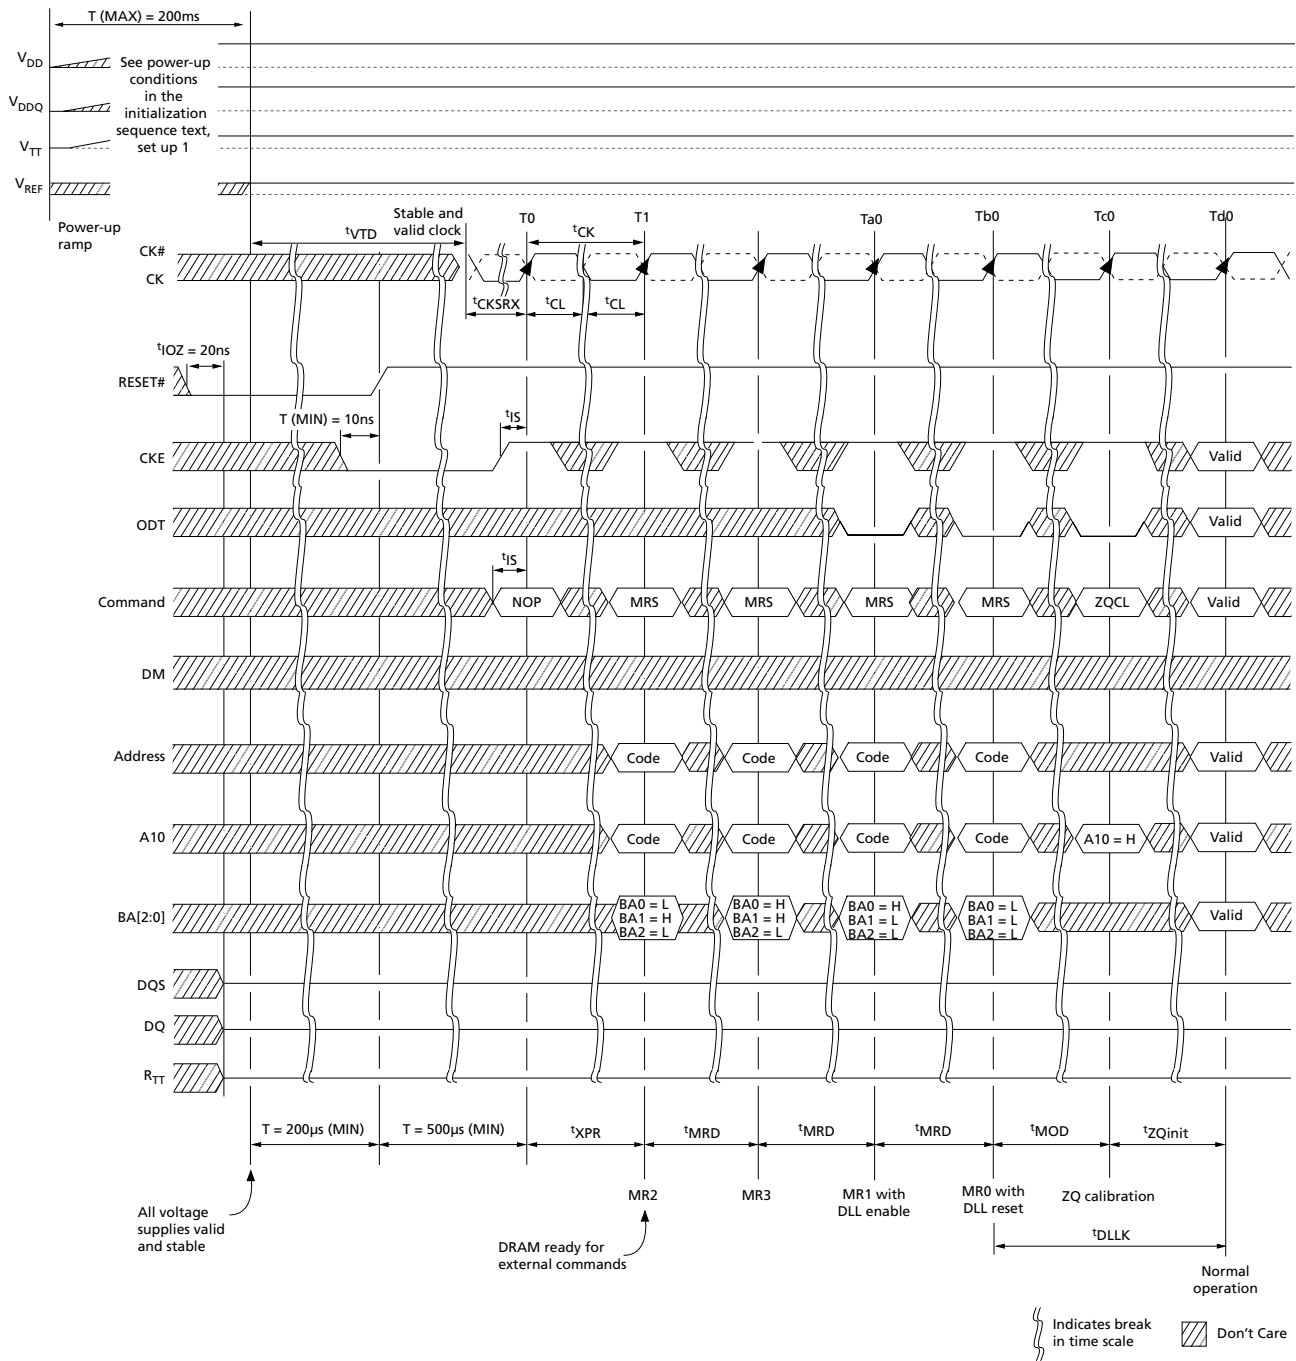 T (MAX) = 200ms
VDD
See power-up
conditions
in the
initialization
sequence text,
set up 1
VDDQ
VTT
VREF
Power-up
ramp
Stable and
valid clock
T0
T1
Ta0
Tb0
Tc0
Td0
tVTD
tCK
CK#
CK
tCKSRX
tCL
tCL
tIOZ = 20ns
RESET#
T (MIN) = 10ns
tIS
CKE
Valid
ODT
Valid
tIS
Command
NOP
MRS
MRS
MRS
MRS
ZQCL
Valid
DM
Address
Code
Code
Code
Code
Valid
A10
Code
Code
Code
Code
A10 = H
Valid
BA[2:0]
BA0 = L
BA1 = H
BA2 = L
BA0 = H
BA1 = H
BA2 = L
BA0 = H
BA1 = L
BA2 = L
BA0 = L
BA1 = L
BA2 = L
Valid
DQS
DQ
RTT
T = 200µs (MIN)
T = 500µs (MIN)
tXPR
tMRD
tMRD
tMRD
tMOD
tZQinit
MR2
MR3
MR1 with
DLL enable
MR0 with
DLL reset
ZQ calibration
All voltage
supplies valid
and stable
DRAM ready for
external commands
tDLLK
Normal
operation
Indicates break
in time scale
Don't Care